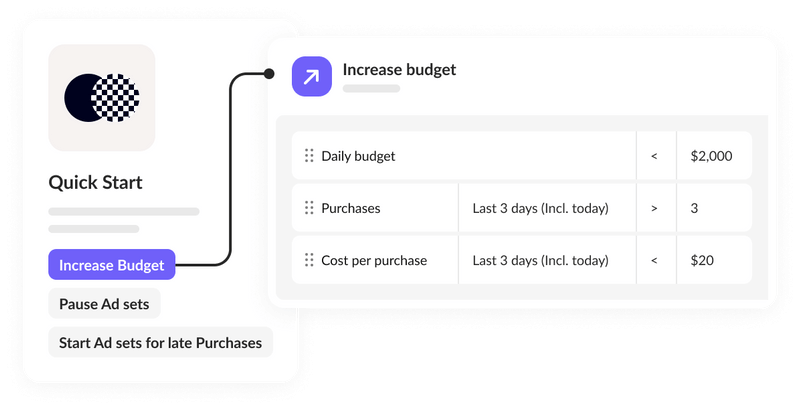 Quick Start
Increase Budget
Pause Ad sets
Start Ad sets for late Purchases
Increase budget
Daily budget < $2,000
Purchases Last 3 days (Incl. today) > 3
Cost per purchase Last 3 days (Incl. today) < $20